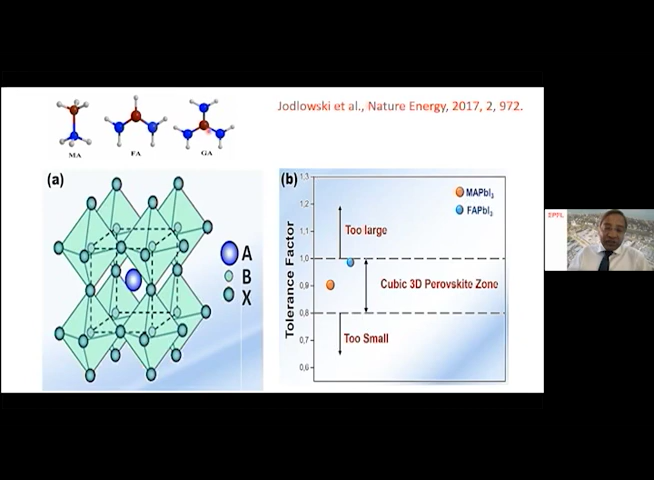 Jodlowski et al., Nature Energy, 2017, 2, 972.
MA
FA
GA
(a)
A
B
X
(b)
Tolerance Factor
1,3
1,2
1,1
1,0
0,9
0,8
0,7
0,6
MAPbI3
FAPbI3
Too large
Cubic 3D Perovskite Zone
Too Small
EPFL